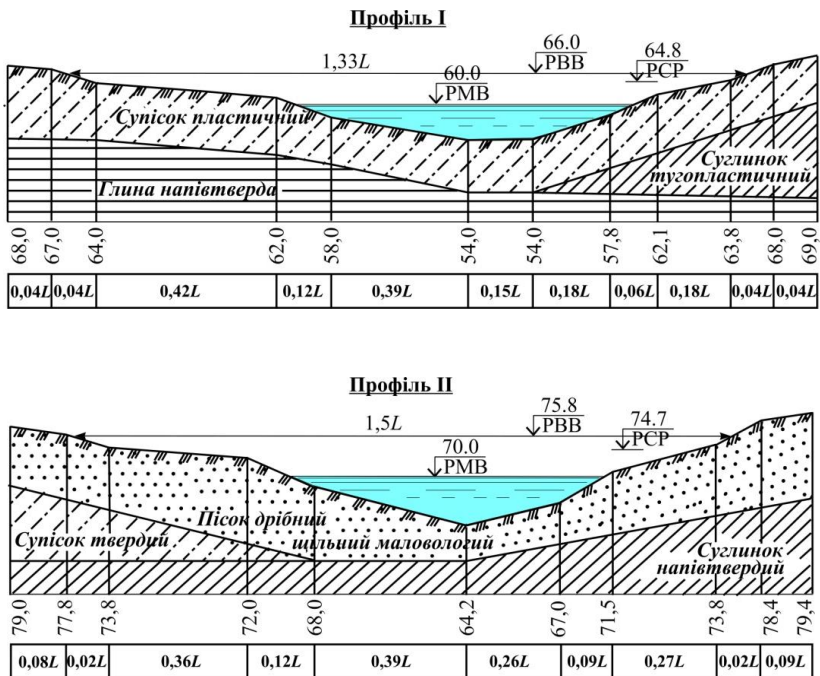 Профіль I
66.0
64.8
1,33L
60.0
РВВ
РСР
РМВ
Супісок пластичний
Суглинок
тугопластичний
Глина напівтверда
68,0 67,0 64,0 62,0 58,0 54,0 54,0 57,8 62,1 63,8 68,0 69,0
0,04L 0,04L 0,42L 0,12L 0,39L 0,15L 0,18L 0,06L 0,18L 0,04L 0,04L
Профіль II
75.8
74.7
1,5L
70.0
РВВ
РСР
РМВ
Пісок дрібний
щільний маловологий
Супісок твердий
Суглинок
напівтвердий
79,0 77,8 73,8 72,0 68,0 64,2 67,0 71,5 73,8 78,4 79,4
0,08L 0,02L 0,36L 0,12L 0,39L 0,26L 0,09L 0,27L 0,02L 0,09L